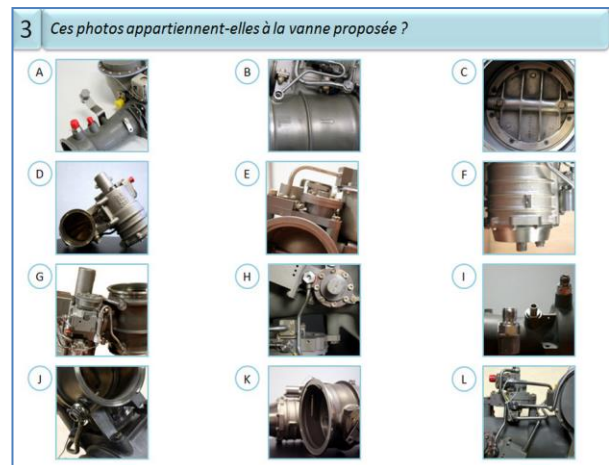 3 Ces photos appartiennent-elles à la vanne proposée ?
A B C
D E F
G H I
J K L